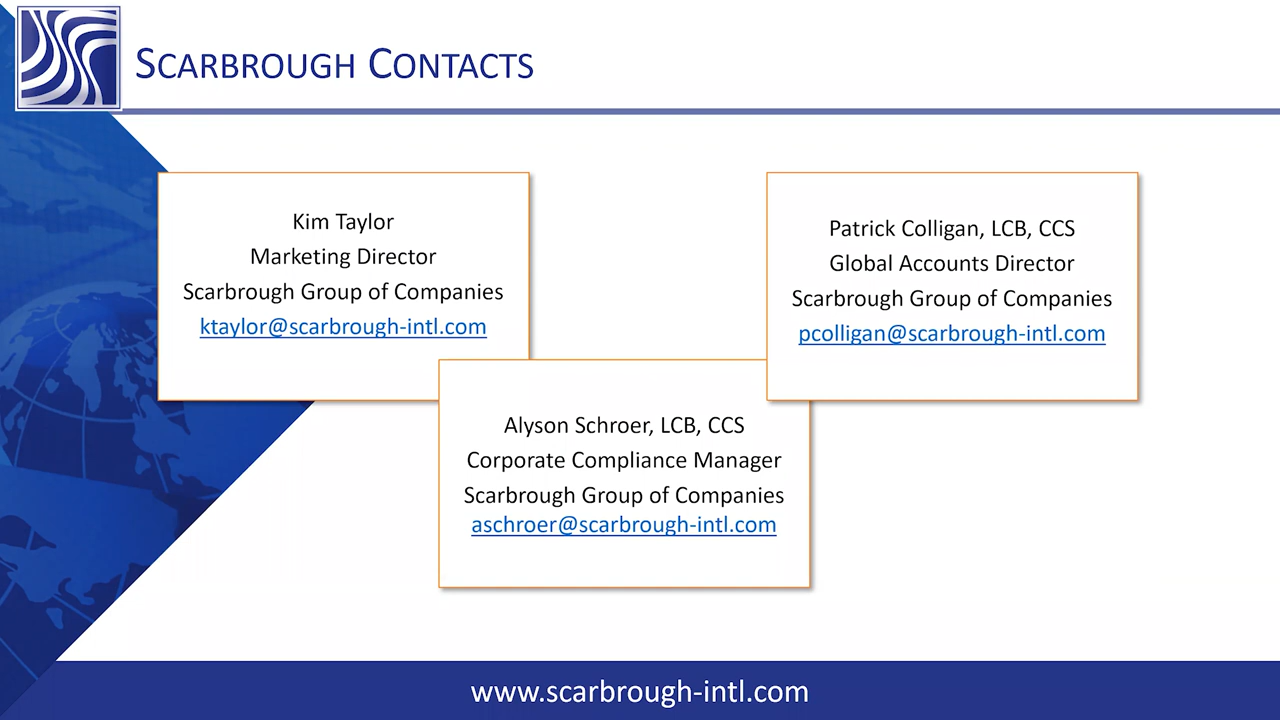 SCARBROUGH CONTACTS
Kim Taylor
Marketing Director
Scarbrough Group of Companies
ktaylor@scarbrough-intl.com
Patrick Colligan, LCB, CCS
Global Accounts Director
Scarbrough Group of Companies
pcolligan@scarbrough-intl.com
Alyson Schroer, LCB, CCS
Corporate Compliance Manager
Scarbrough Group of Companies
aschroer@scarbrough-intl.com
www.scarbrough-intl.com